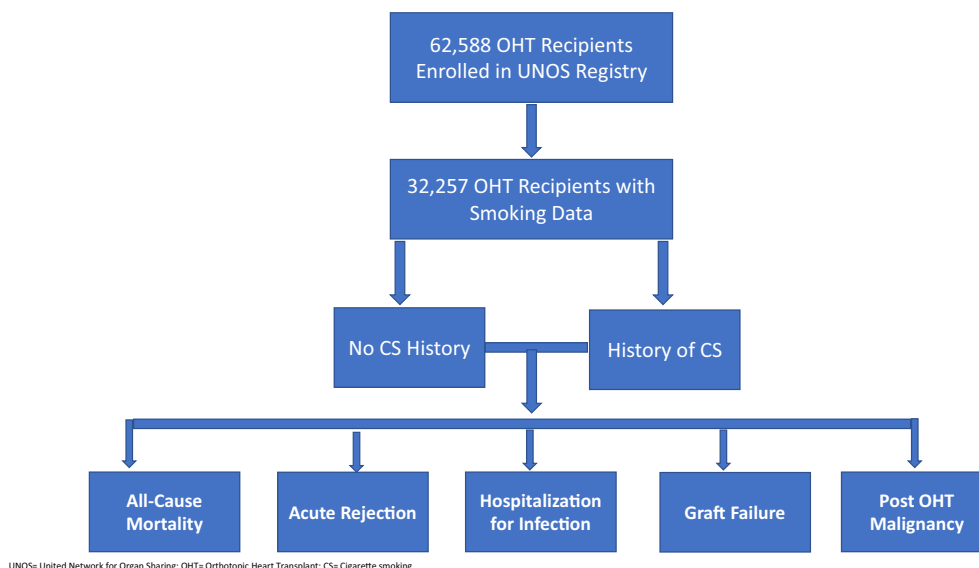 62,588 OHT Recipients
Enrolled in UNOS Registry
32,257 OHT Recipients with
Smoking Data
No CS History
History of CS
All-Cause
Mortality
Acute Rejection
Hospitalization
for Infection
Graft Failure
Post OHT
Malignancy
UNOS= United Network for Organ Sharing; OHT= Orthotopic Heart Transplant; CS= Cigarette smoking